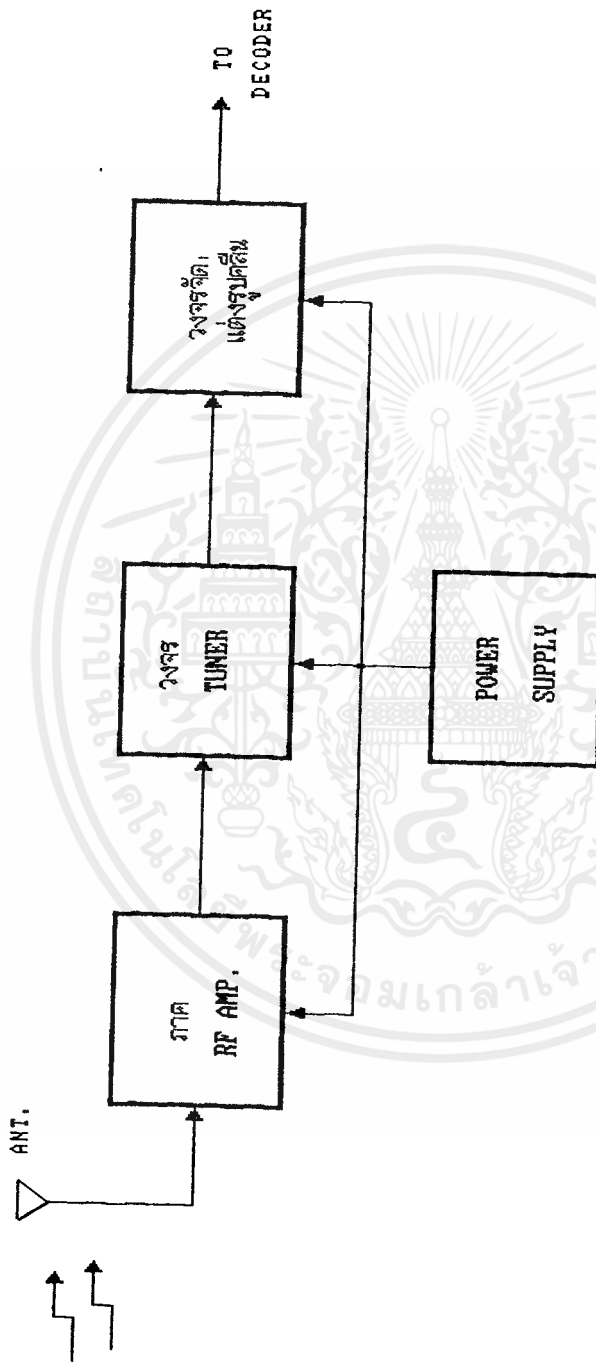 ANT.
ภาค
RF AMP.
วงจร
TUNER
วงจรจัด,
แต่งรูปคลื่น
TO
DECODER
POWER
SUPPLY